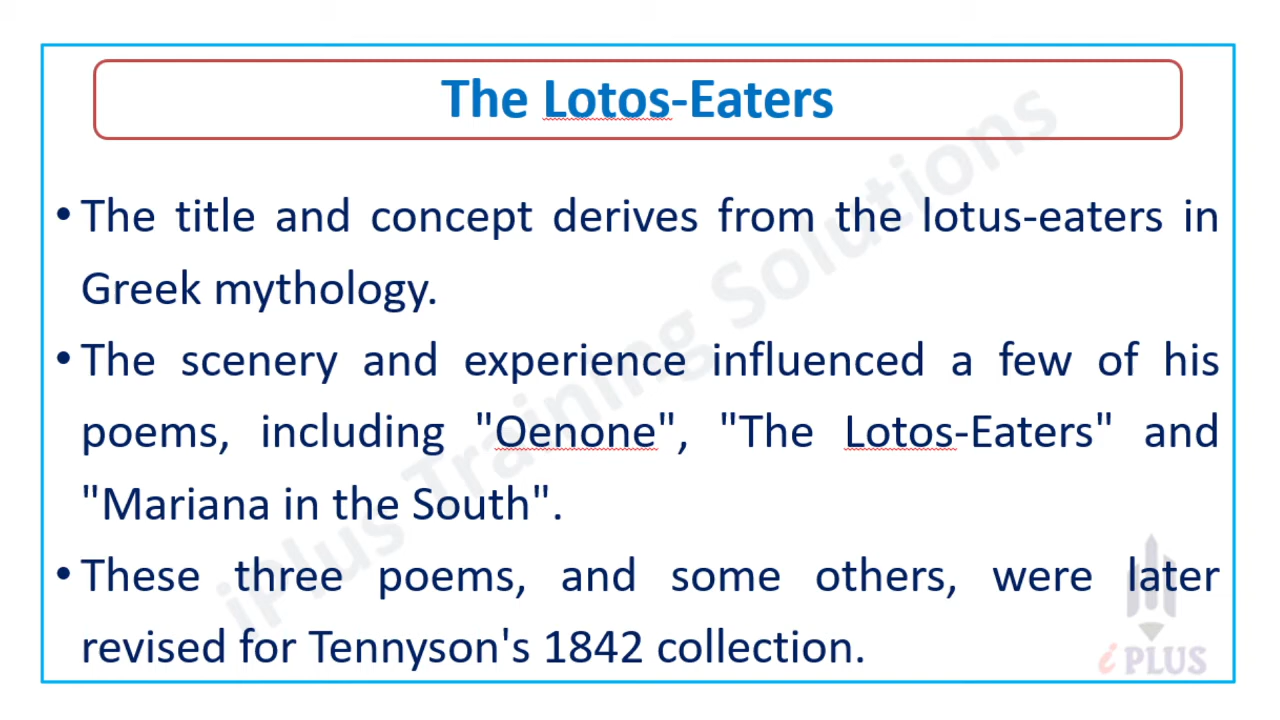 The Lotos-Eaters
• The title and concept derives from the lotus-eaters in
Greek mythology.
• The scenery and experience influenced a few of his
poems, including "Oenone", "The Lotos-Eaters" and
"Mariana in the South".
• These three poems, and some others, were later
revised for Tennyson's 1842 collection.
iPlus Training Solutions
i PLUS